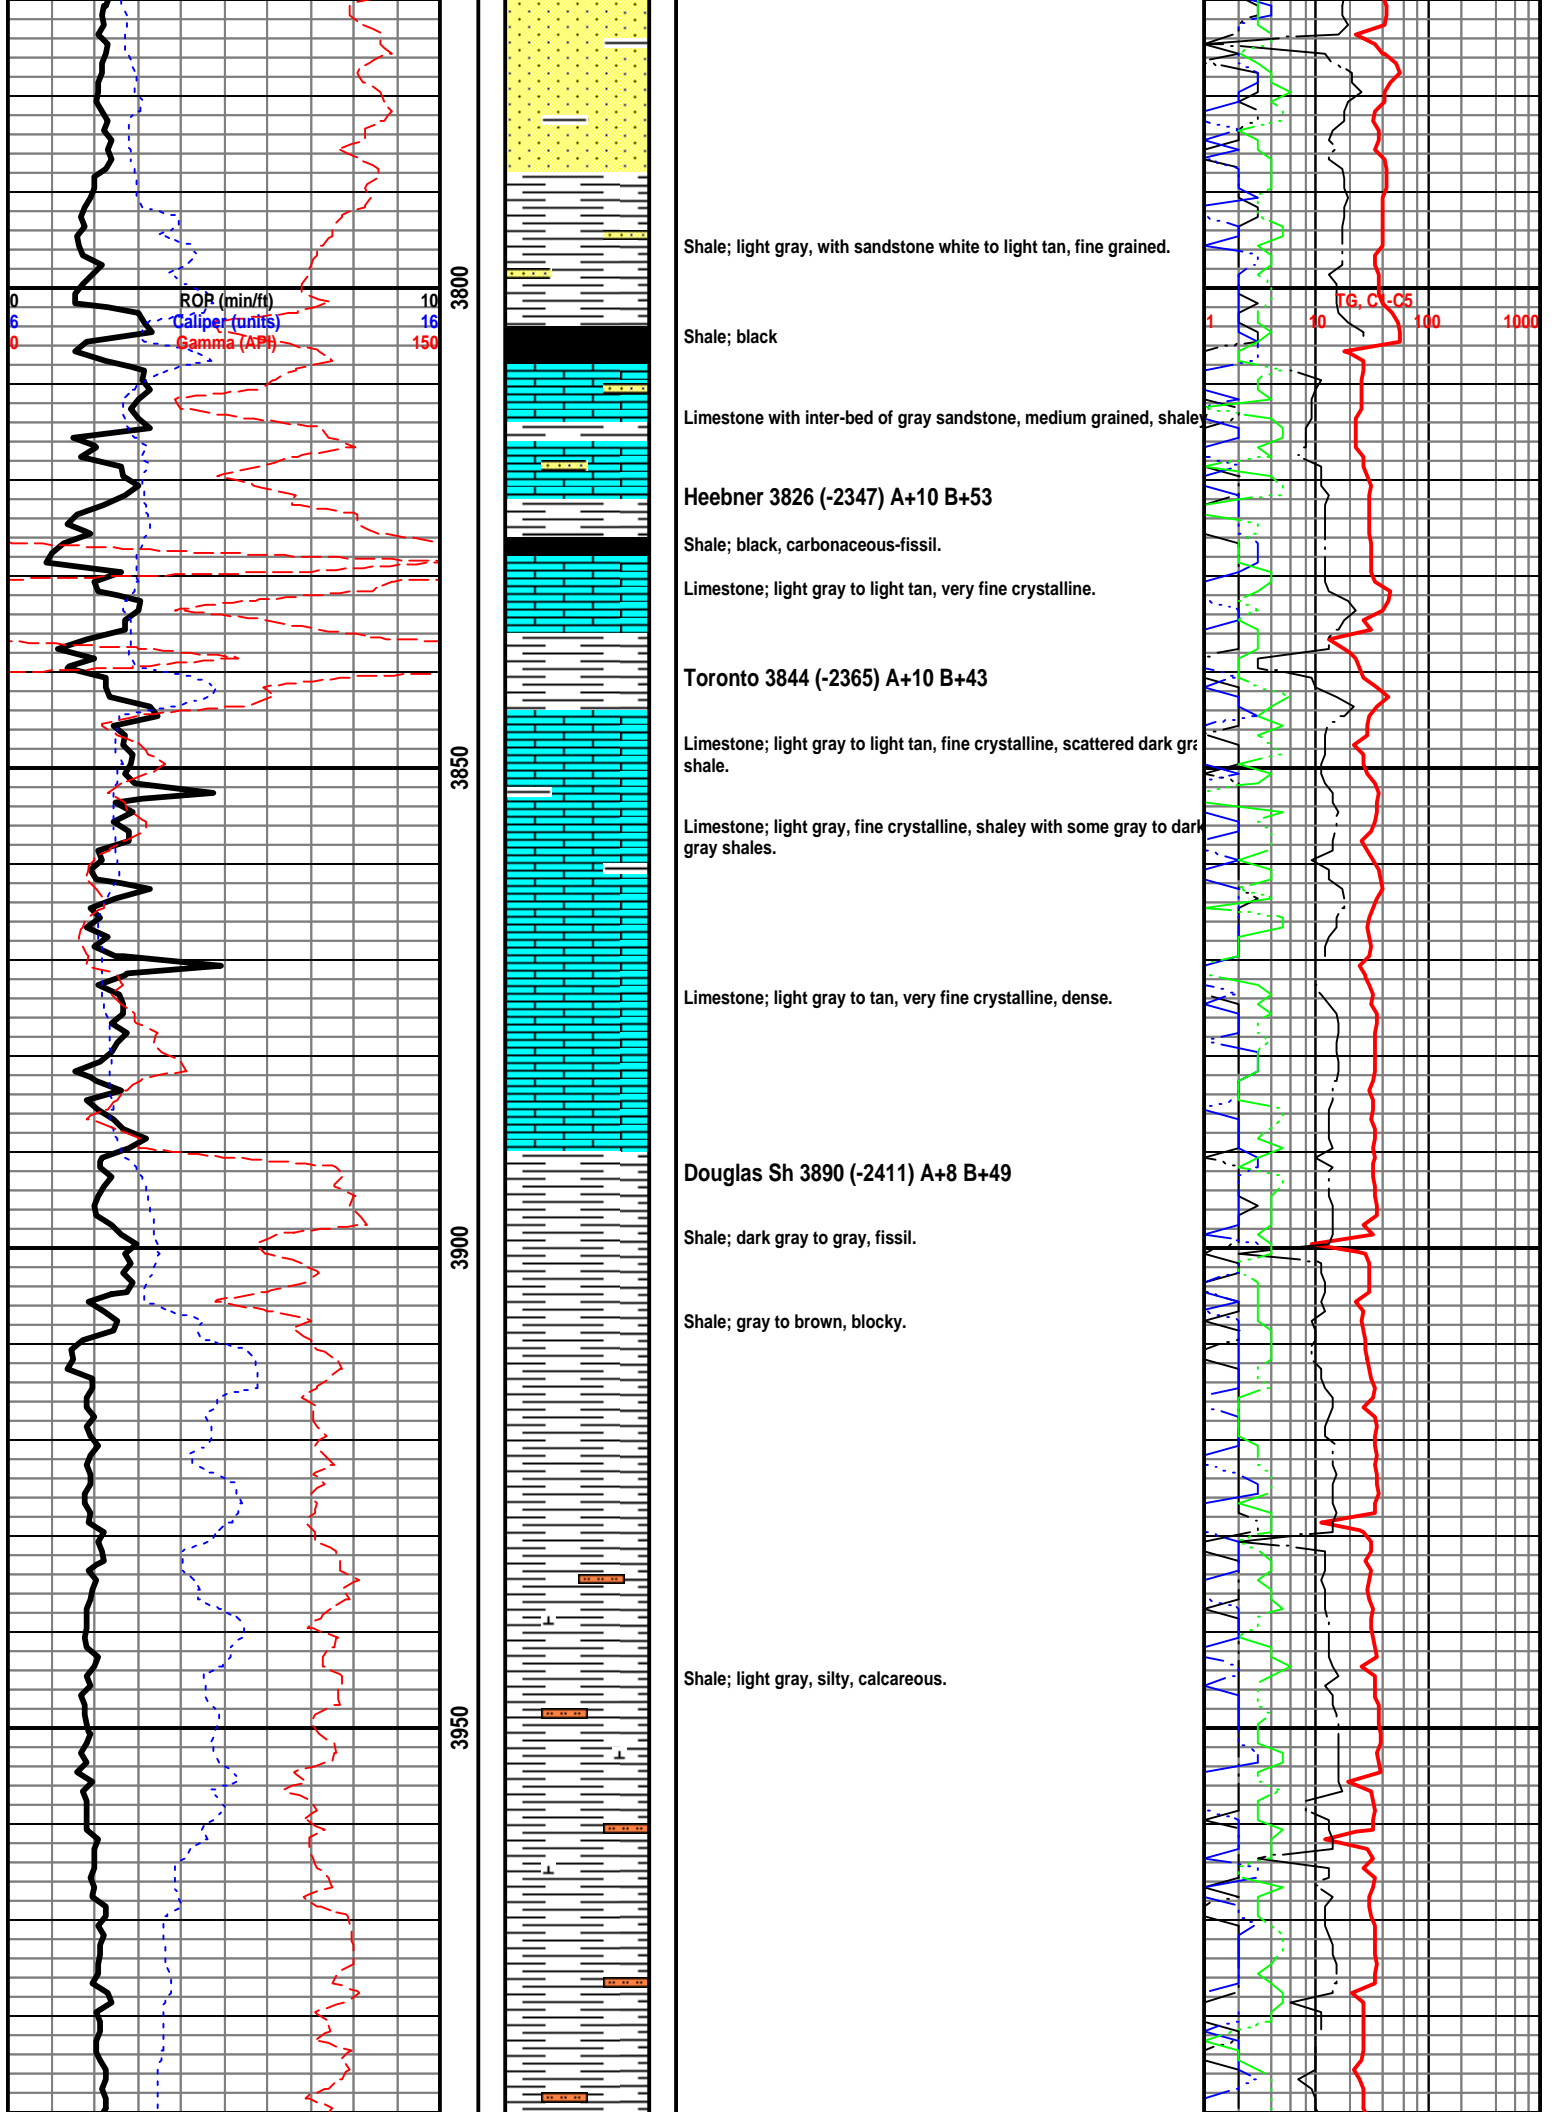 Shale; light gray, with sandstone white to light tan, fine grained.
3800
0 ROP (min/ft) 10
6 Caliper (units) 16
0 Gamma (API) 150
TG, C1-C5
1 10 100 1000
Shale; black
Limestone with inter-bed of gray sandstone, medium grained, shaley
Heebner 3826 (-2347) A+10 B+53
Shale; black, carbonaceous-fissil.
Limestone; light gray to light tan, very fine crystalline.
Toronto 3844 (-2365) A+10 B+43
Limestone; light gray to light tan, fine crystalline, scattered dark gra
shale.
3850
Limestone; light gray, fine crystalline, shaley with some gray to dark
gray shales.
Limestone; light gray to tan, very fine crystalline, dense.
Douglas Sh 3890 (-2411) A+8 B+49
Shale; dark gray to gray, fissil.
3900
Shale; gray to brown, blocky.
Shale; light gray, silty, calcareous.
3950